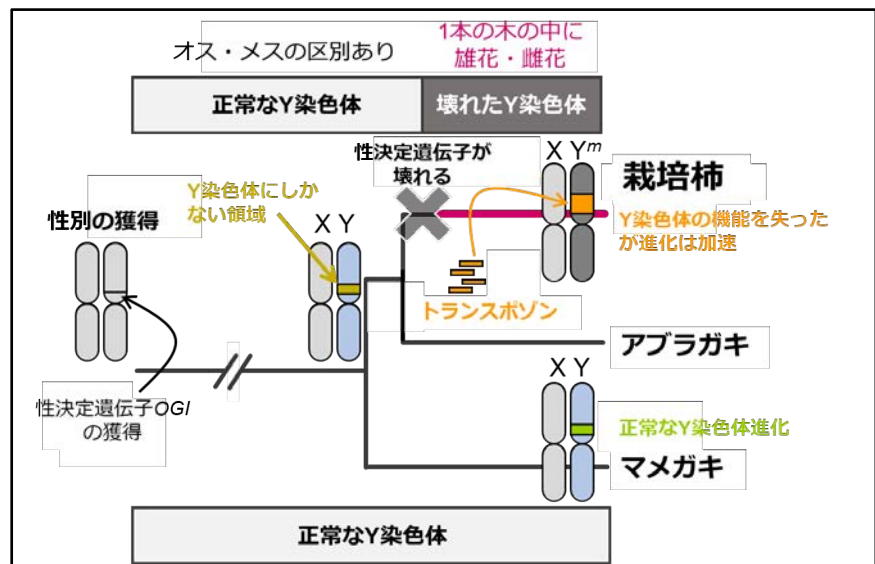 オス・メスの区別あり
1本の木の中に
雄花・雌花
正常なY染色体
壊れたY染色体
性決定遺伝子が
壊れる
X Ym
栽培柿
Y染色体の機能を失った
が進化は加速
Y染色体にしか
ない領域
性別の獲得
X Y
トランスポゾン
アブラガキ
X Y
性決定遺伝子OGI
の獲得
正常なY染色体進化
マメガキ
正常なY染色体